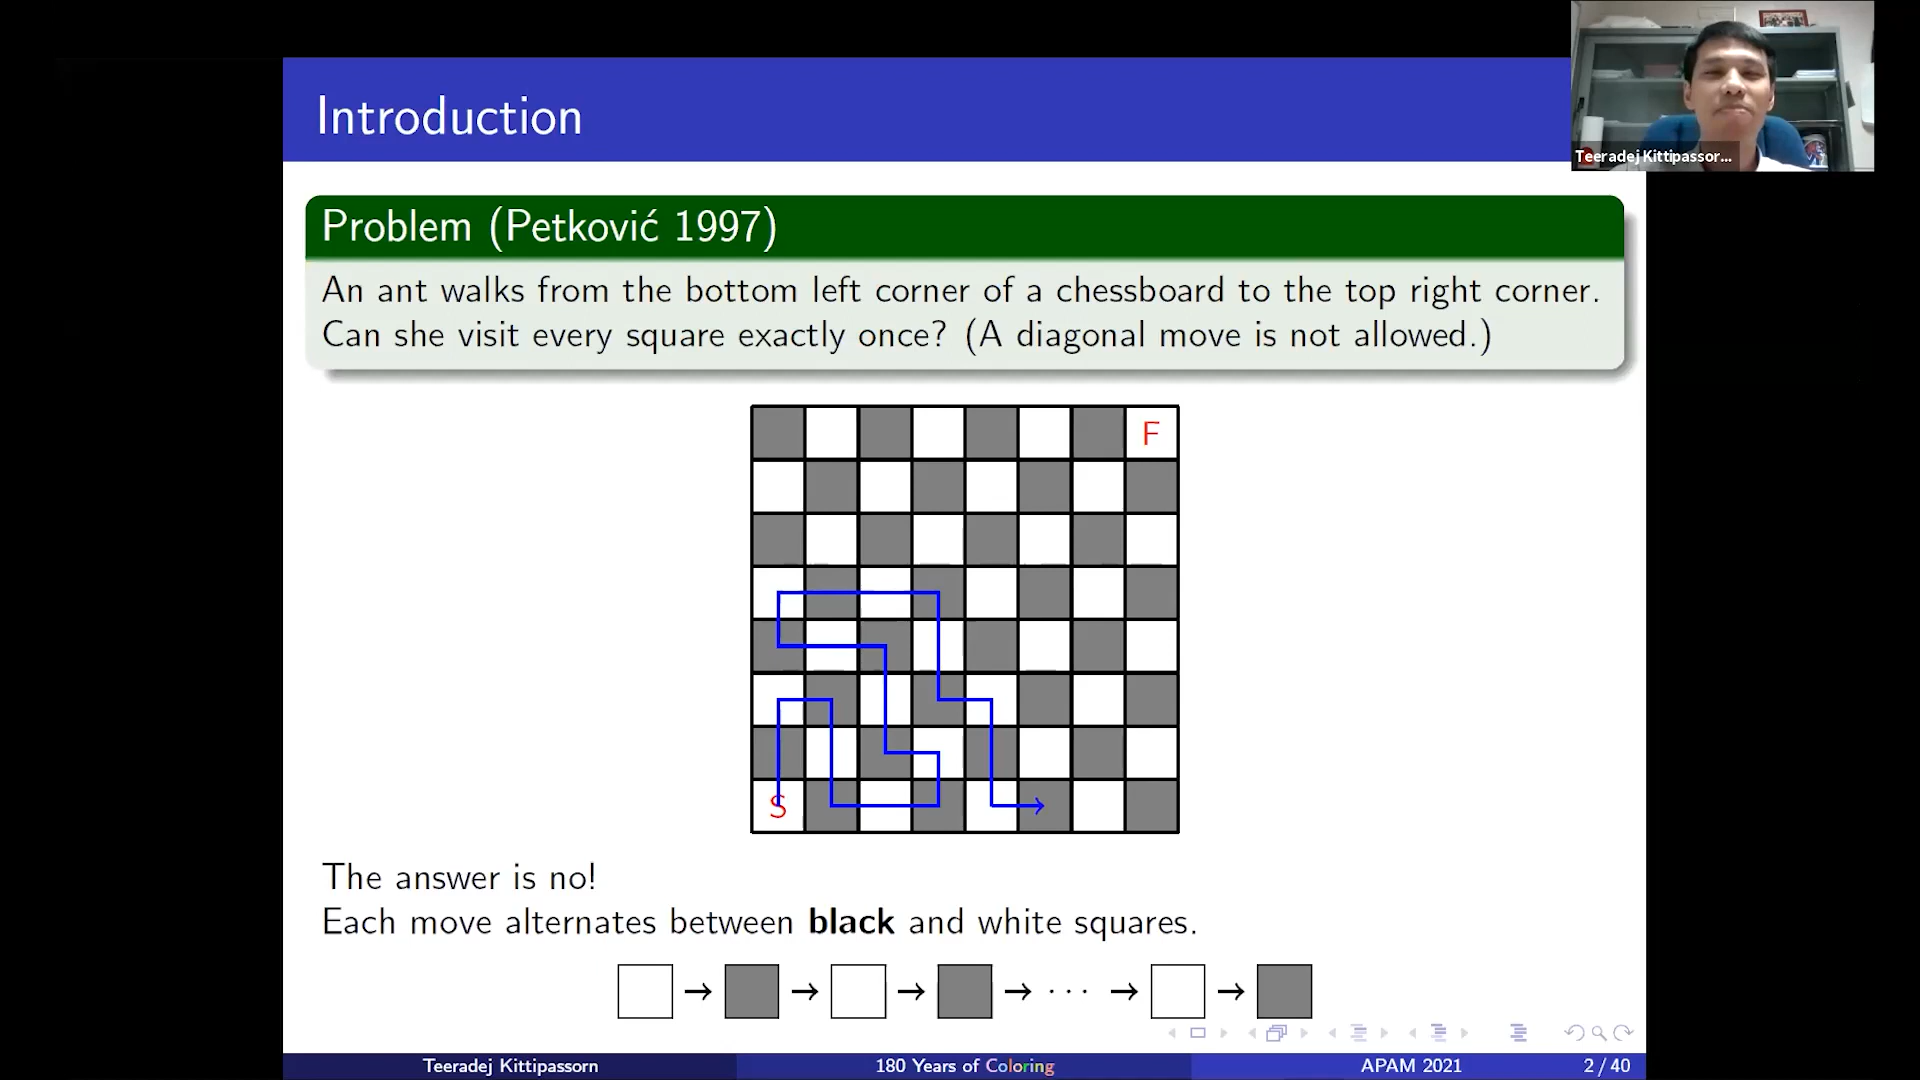 Introduction
Teeradej Kittipassor...
Problem (Petković 1997)
An ant walks from the bottom left corner of a chessboard to the top right corner.
Can she visit every square exactly once? (A diagonal move is not allowed.)
F
S
The answer is no!
Each move alternates between black and white squares.
Teeradej Kittipassorn
180 Years of Coloring
APAM 2021
2 / 40